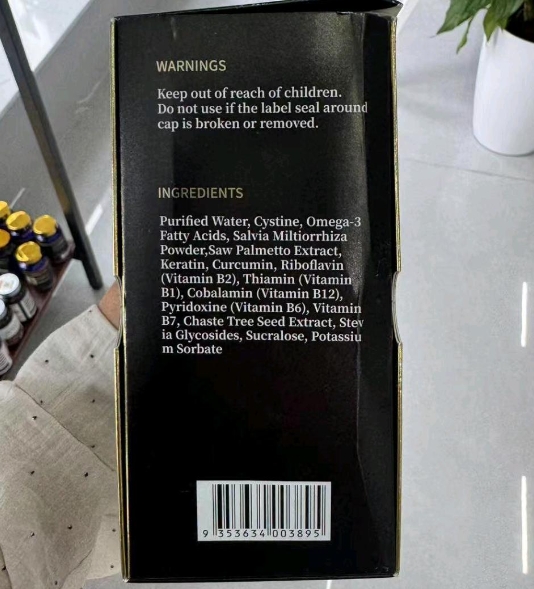 WARNINGS
Keep out of reach of children.
Do not use if the label seal around
cap is broken or removed.
INGREDIENTS
Purified Water, Cystine, Omega-3
Fatty Acids, Salvia Miltiorrhiza
Powder,Saw Palmetto Extract,
Keratin, Curcumin, Riboflavin
(Vitamin B2), Thiamin (Vitamin
B1), Cobalamin (Vitamin B12),
Pyridoxine (Vitamin B6), Vitamin
B7, Chaste Tree Seed Extract, Stev
ia Glycosides, Sucralose, Potassiu
m Sorbate
9 353634 003895